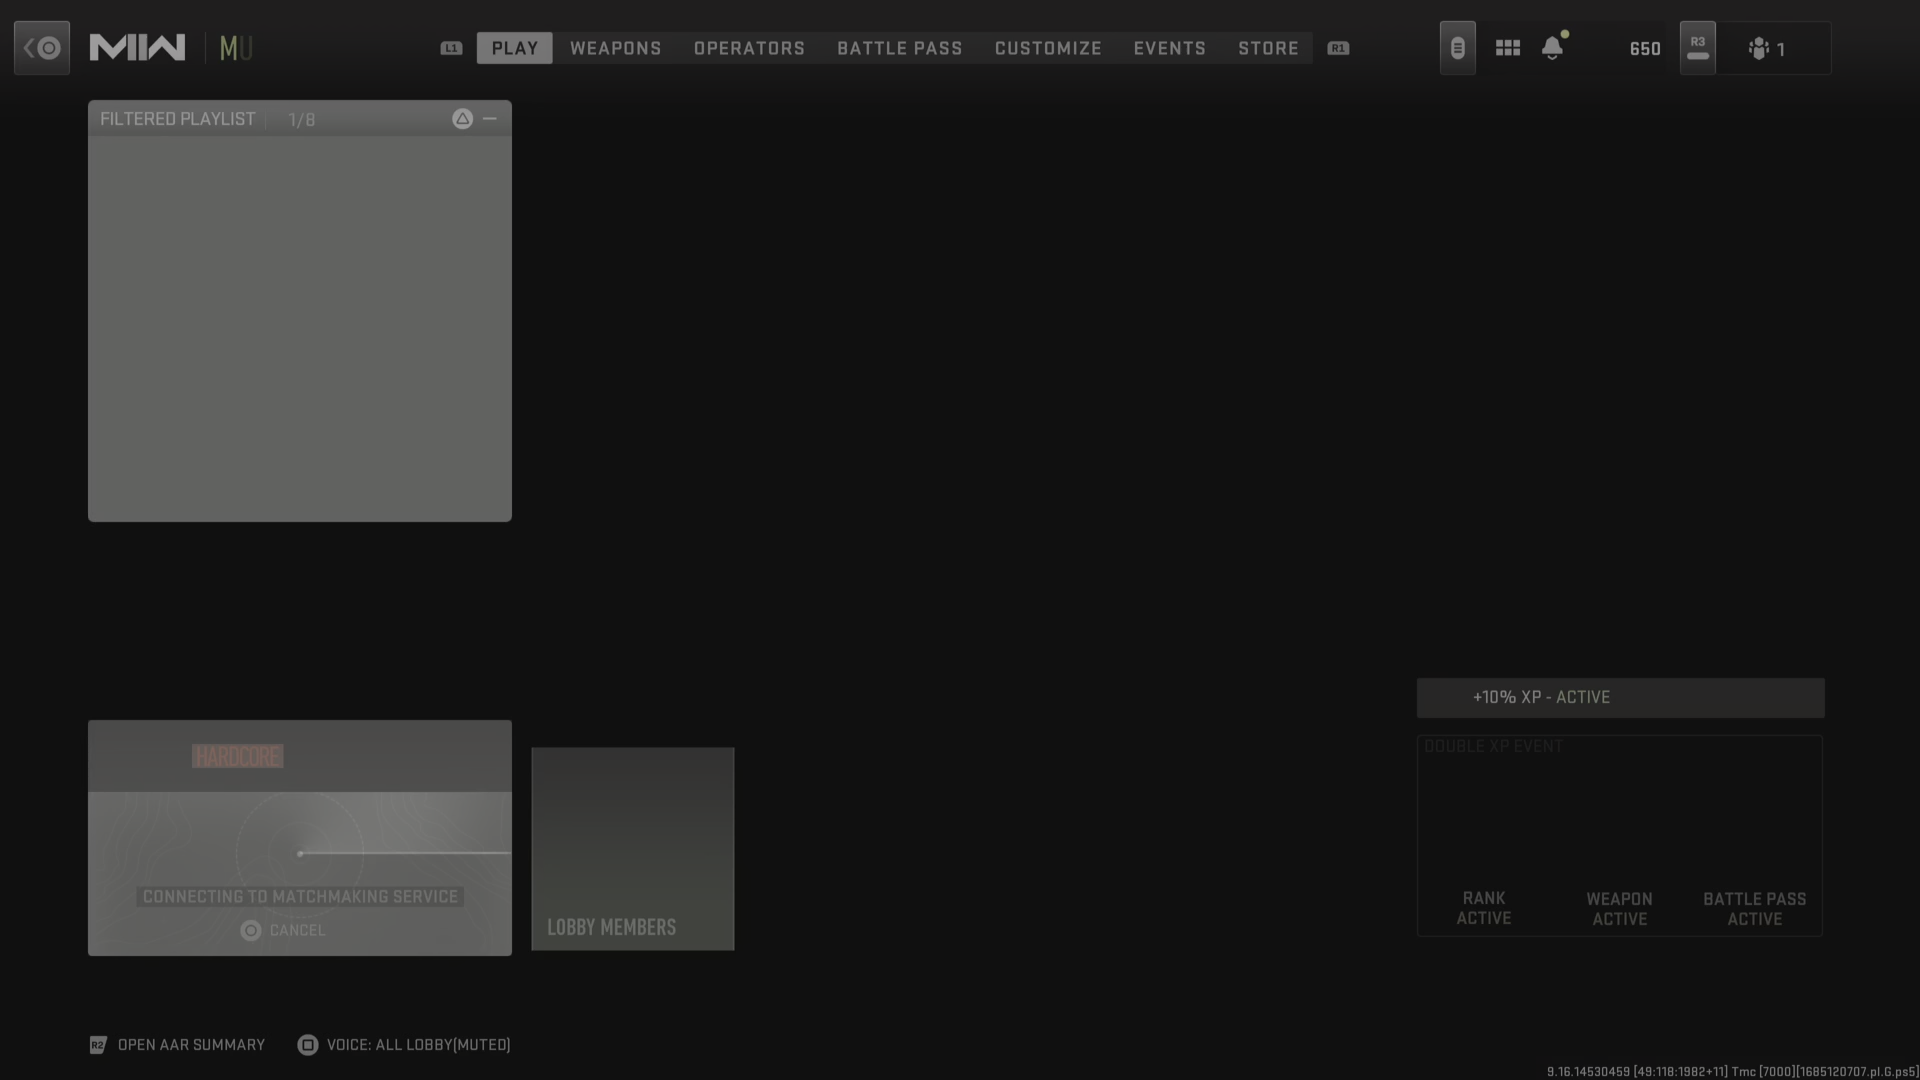 MW MU
L1 PLAY WEAPONS OPERATORS BATTLE PASS CUSTOMIZE EVENTS STORE R1
650 R3 1
FILTERED PLAYLIST 1/8
+10% XP - ACTIVE
DOUBLE XP EVENT
HARDCORE
RANK ACTIVE
WEAPON ACTIVE
BATTLE PASS ACTIVE
CONNECTING TO MATCHMAKING SERVICE
CANCEL
LOBBY MEMBERS
R2 OPEN AAR SUMMARY VOICE: ALL LOBBY(MUTED)
9.16.14530459 [49:118:1982+11] Tmc [7000][1685120707.pl.G.ps5]